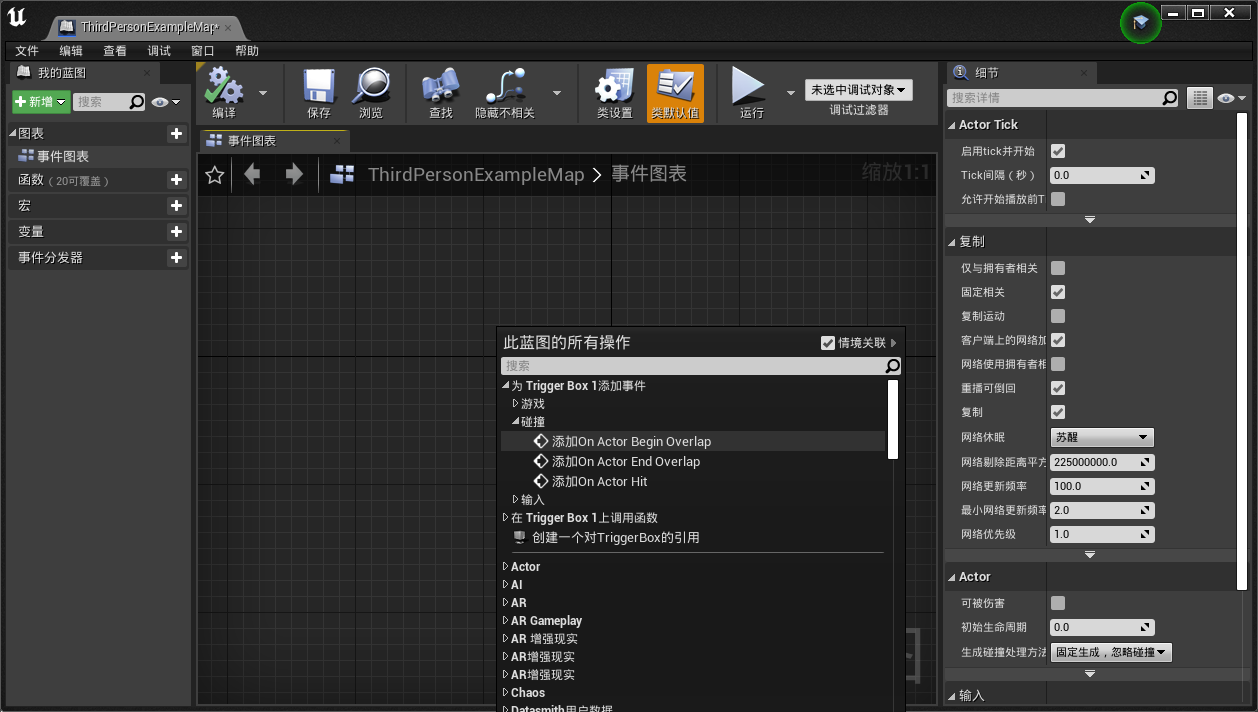 ThirdPersonExampleMap*
文件 编辑 查看 调试 窗口 帮助
我的蓝图
新增 搜索
图表
事件图表
函数（20可覆盖）
宏
变量
事件分发器
编译 保存 浏览 查找 隐藏不相关 类设置 类默认值 运行
未选中调试对象
调试过滤器
事件图表
ThirdPersonExampleMap > 事件图表
缩放1:1
此蓝图的所有操作 情境关联
搜索
为 Trigger Box 1添加事件
游戏
碰撞
添加On Actor Begin Overlap
添加On Actor End Overlap
添加On Actor Hit
输入
在 Trigger Box 1上调用函数
创建一个对TriggerBox的引用
Actor
AI
AR
AR Gameplay
AR 增强现实
AR增强现实
AR增强现实
Chaos
Datasmith用户数据
细节
搜索详情
Actor Tick
启用tick并开始
Tick间隔（秒） 0.0
允许开始播放前T
复制
仅与拥有者相关
固定相关
复制运动
客户端上的网络加
网络使用拥有者相
重播可倒回
复制
网络休眠 苏醒
网络剔除距离平方 225000000.0
网络更新频率 100.0
最小网络更新频率 2.0
网络优先级 1.0
Actor
可被伤害
初始生命周期 0.0
生成碰撞处理方法 固定生成，忽略碰撞
输入